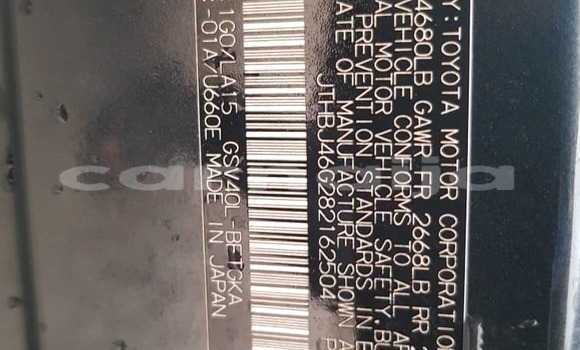 Y:TOYOTA MOTOR CORPORATION
4680LB GAWR FR 2668LB RR
VEHICLE CONFORMS TO ALL AP
AL MOTOR VEHICLE SAFETY,BU
PREVENTION STANDARDS IN E
ATE OF MANUFACTURE SHOWN A
JTHBJ46G282162504 P
1G0 LA15 GSV40L-BETGKA
-01A/U660E MADE IN JAPAN